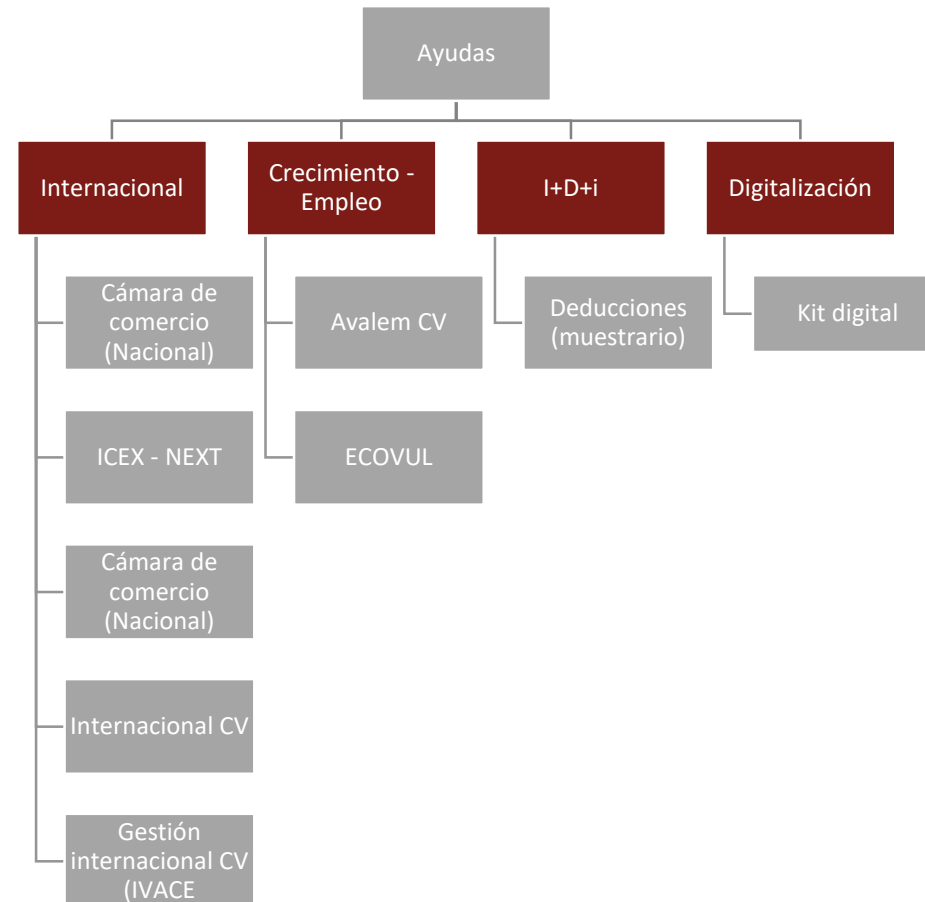 Ayudas
Internacional
Crecimiento -
Empleo
I+D+i
Digitalización
Cámara de
comercio
(Nacional)
Avalem CV
Deducciones
(muestrario)
Kit digital
ICEX - NEXT
ECOVUL
Cámara de
comercio
(Nacional)
Internacional CV
Gestión
internacional CV
(IVACE